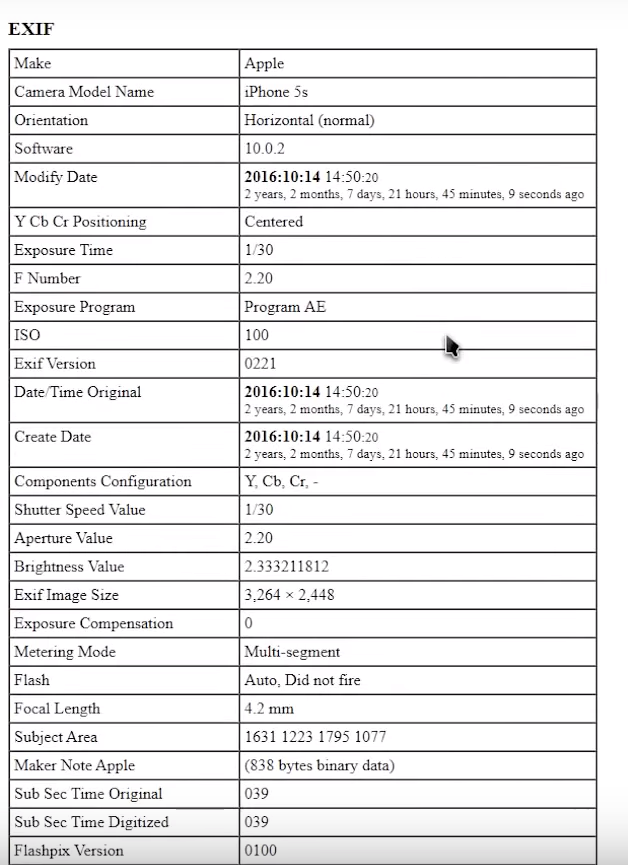 EXIF
Make Apple
Camera Model Name iPhone 5s
Orientation Horizontal (normal)
Software 10.0.2
Modify Date 2016:10:14 14:50:20
2 years, 2 months, 7 days, 21 hours, 45 minutes, 9 seconds ago
Y Cb Cr Positioning Centered
Exposure Time 1/30
F Number 2.20
Exposure Program Program AE
ISO 100
Exif Version 0221
Date/Time Original 2016:10:14 14:50:20
2 years, 2 months, 7 days, 21 hours, 45 minutes, 9 seconds ago
Create Date 2016:10:14 14:50:20
2 years, 2 months, 7 days, 21 hours, 45 minutes, 9 seconds ago
Components Configuration Y, Cb, Cr, -
Shutter Speed Value 1/30
Aperture Value 2.20
Brightness Value 2.333211812
Exif Image Size 3,264 × 2,448
Exposure Compensation 0
Metering Mode Multi-segment
Flash Auto, Did not fire
Focal Length 4.2 mm
Subject Area 1631 1223 1795 1077
Maker Note Apple (838 bytes binary data)
Sub Sec Time Original 039
Sub Sec Time Digitized 039
Flashpix Version 0100